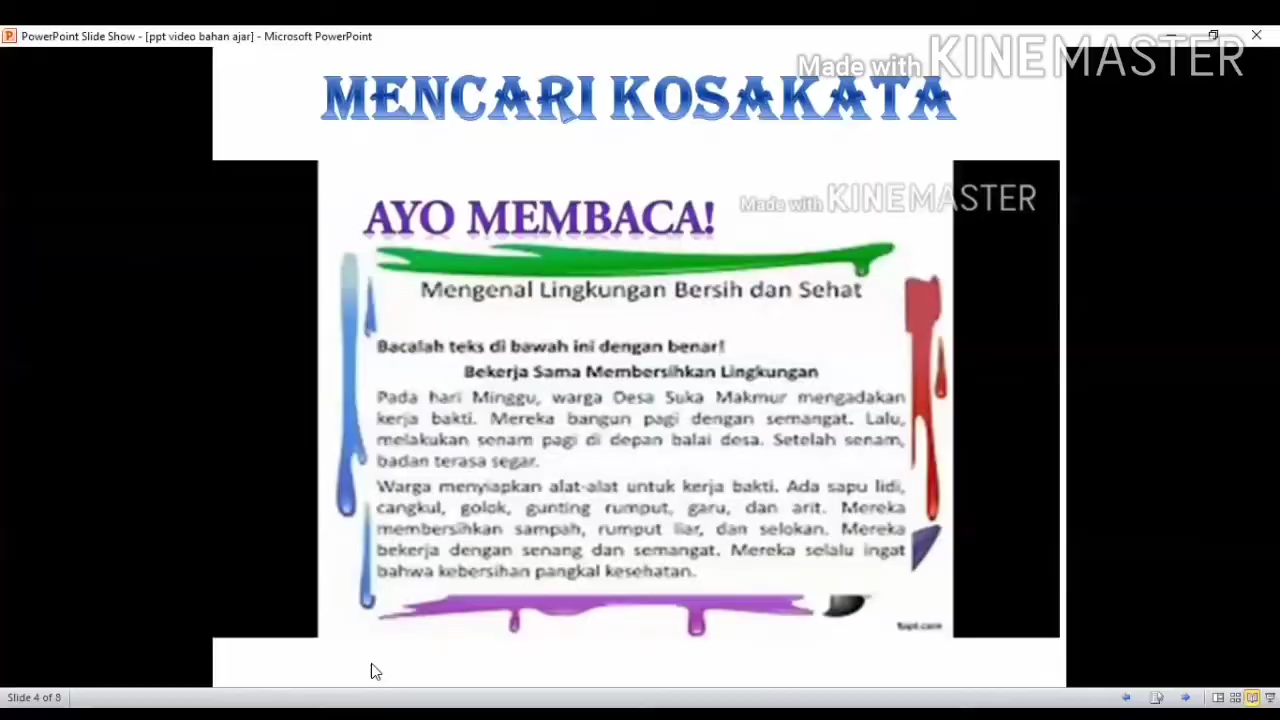 PowerPoint Slide Show - [ppt video bahan ajar] - Microsoft PowerPoint
Made with KINEMASTER
MENCARI KOSAKATA
Made with KINEMASTER
AYO MEMBACA!
Mengenal Lingkungan Bersih dan Sehat
Bacalah teks di bawah ini dengan benar!
Bekerja Sama Membersihkan Lingkungan
Pada hari Minggu, warga Desa Suka Makmur mengadakan
kerja bakti. Mereka bangun pagi dengan semangat. Lalu,
melakukan senam pagi di depan balai desa. Setelah senam,
badan terasa segar.
Warga menyiapkan alat-alat untuk kerja bakti. Ada sapu lidi,
cangkul, golok, gunting rumput, garu, dan arit. Mereka
membersihkan sampah, rumput liar, dan selokan. Mereka
bekerja dengan senang dan semangat. Mereka selalu ingat
bahwa kebersihan pangkal kesehatan.
Slide 4 of 8